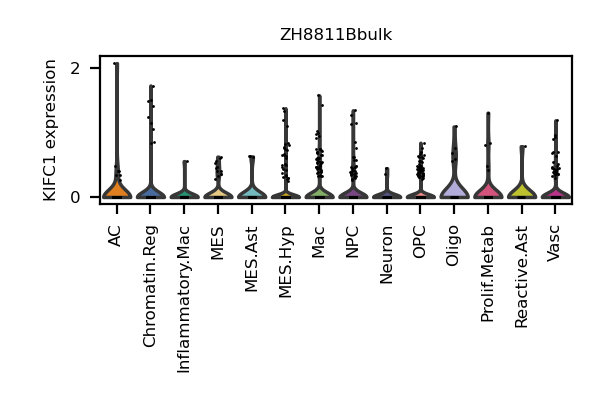 ZH8811Bbulk
KIFC1 expression
2
0
AC
Chromatin.Reg
Inflammatory.Mac
MES
MES.Ast
MES.Hyp
Mac
NPC
Neuron
OPC
Oligo
Prolif.Metab
Reactive.Ast
Vasc